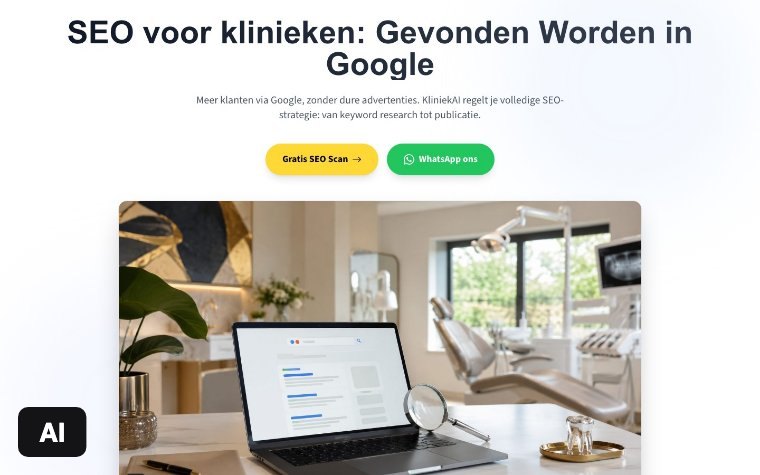 SEO voor klinieken: Gevonden Worden in
Google
Meer klanten via Google, zonder dure advertenties. KliniekAI regelt je volledige SEO-
strategie: van keyword research tot publicatie.
Gratis SEO Scan →
WhatsApp ons
AI